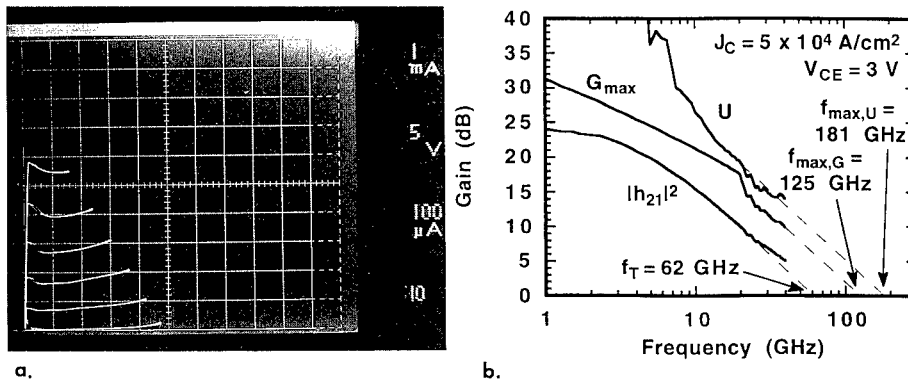 1
mA
5
V
100
µA
10
a.
40
35
30
25
20
15
10
5
0
Gain (dB)
J_C = 5 x 10^4 A/cm^2
V_CE = 3 V
G_max
U
f_max,U =
181 GHz
f_max,G =
125 GHz
|h_21|^2
f_T = 62 GHz
1
10
100
Frequency (GHz)
b.